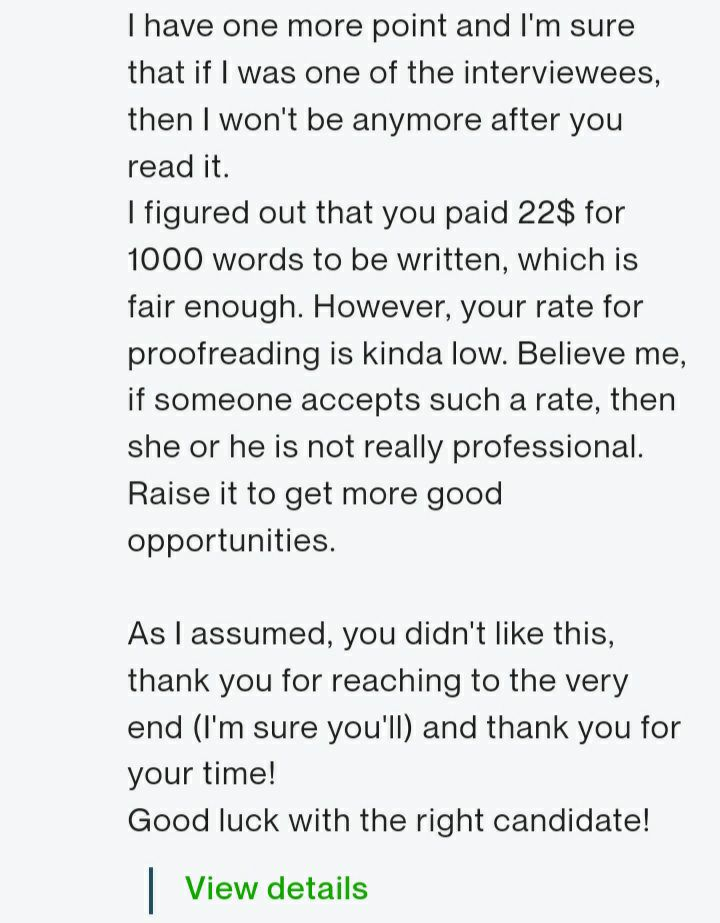 I have one more point and I'm sure
that if I was one of the interviewees,
then I won't be anymore after you
read it.
I figured out that you paid 22$ for
1000 words to be written, which is
fair enough. However, your rate for
proofreading is kinda low. Believe me,
if someone accepts such a rate, then
she or he is not really professional.
Raise it to get more good
opportunities.
As I assumed, you didn't like this,
thank you for reaching to the very
end (I'm sure you'll) and thank you for
your time!
Good luck with the right candidate!
View details